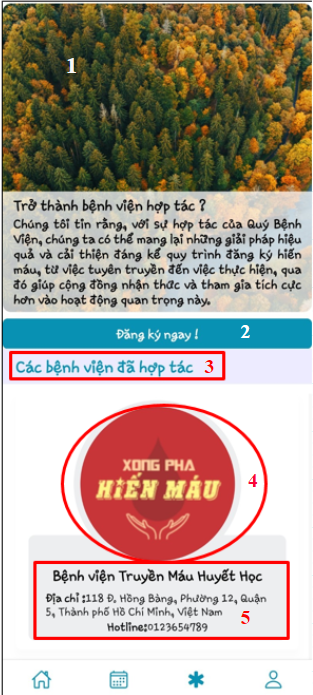 1
Trở thành bệnh viện hợp tác ?
Chúng tôi tin rằng, với sự hợp tác của Quý Bệnh
Viện, chúng ta có thể mang lại những giải pháp hiệu
quả và cải thiện đáng kể quy trình đăng ký hiến
máu, từ việc tuyên truyền đến việc thực hiện, qua
đó giúp cộng đồng nhận thức và tham gia tích cực
hơn vào hoạt động quan trọng này.
Đăng ký ngay ! 2
Các bệnh viện đã hợp tác 3
XONG PHA
HIẾN MÁU
4
Bệnh viện Truyền Máu Huyết Học
Địa chỉ :118 Đ. Hồng Bàng, Phường 12, Quận
5, Thành phố Hồ Chí Minh, Việt Nam
Hotline:0123654789
5